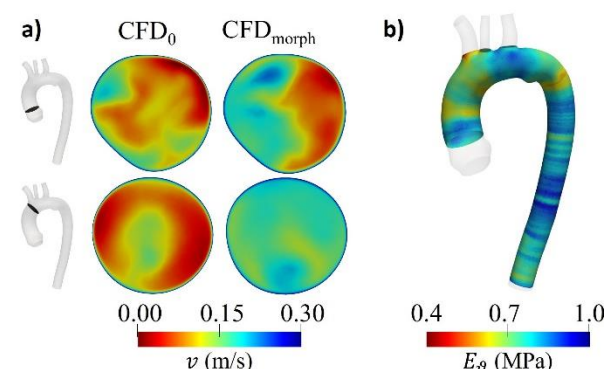 a)
CFD₀
CFDmorph
0.00 0.15 0.30
v (m/s)
b)
0.4 0.7 1.0
E𝜗 (MPa)